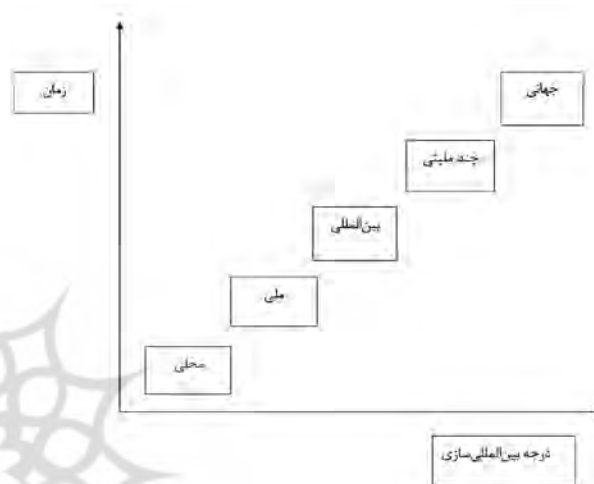 زمان
جهانی
چند ملیتی
بین‌المللی
ملی
محلی
درجه بین‌المللی‌سازی